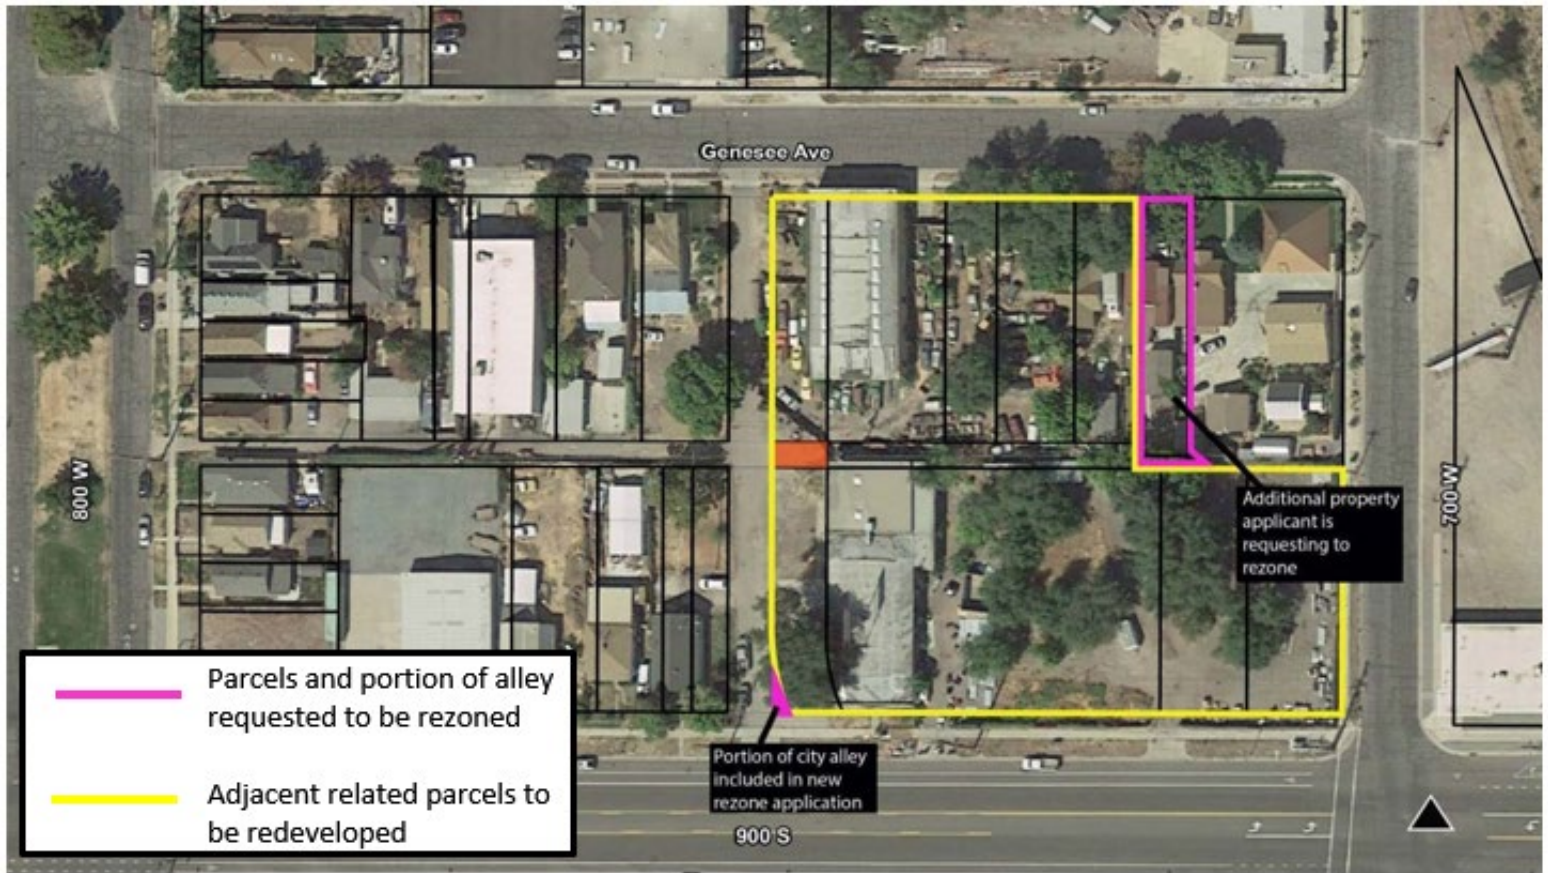 Genesee Ave
800 W
700 W
Additional property
applicant is
requesting to
rezone
Parcels and portion of alley
requested to be rezoned
Adjacent related parcels to
be redeveloped
Portion of city alley
included in new
rezone application
900 S